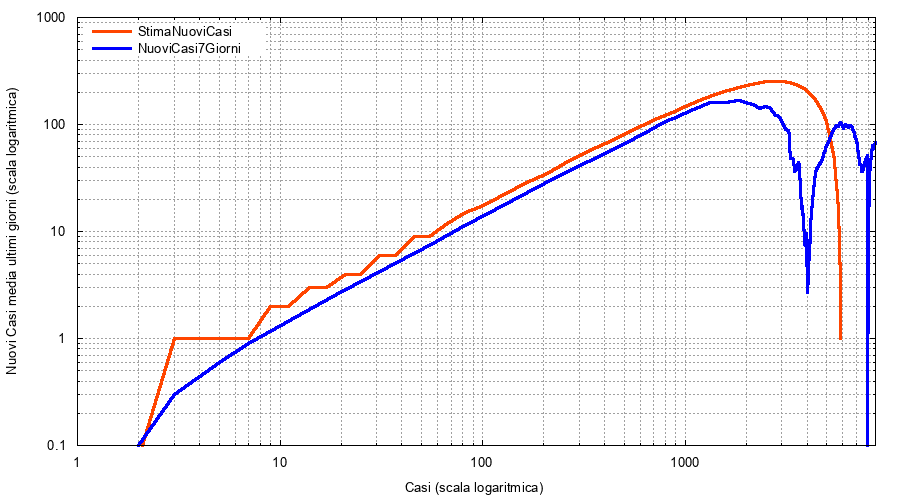 1000
StimaNuoviCasi
NuoviCasi7Giorni
100
10
1
0.1
Nuovi Casi media ultimi giorni (scala logaritmica)
1
10
100
1000
Casi (scala logaritmica)